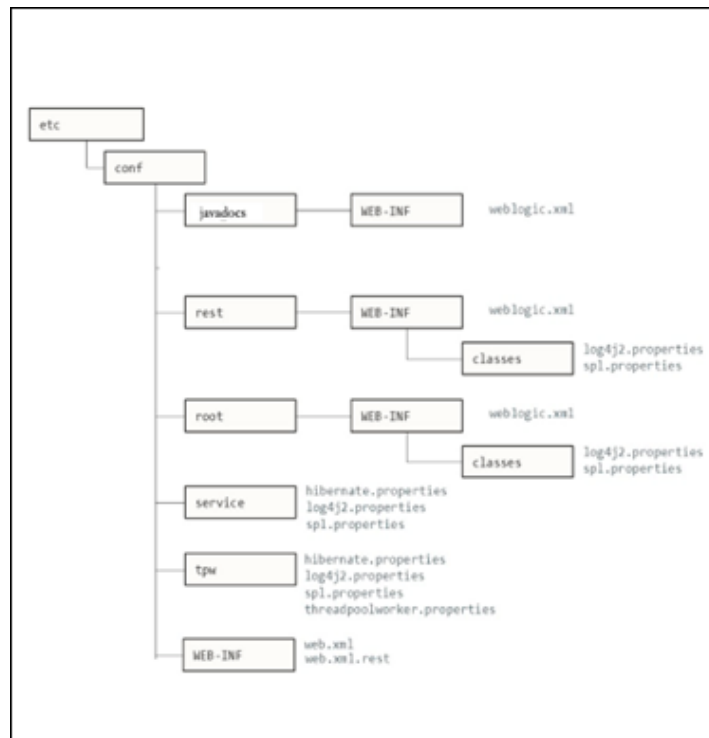 etc
conf
javadocs
WEB-INF
weblogic.xml
rest
WEB-INF
weblogic.xml
classes
log4j2.properties
spl.properties
root
WEB-INF
weblogic.xml
classes
log4j2.properties
spl.properties
service
hibernate.properties
log4j2.properties
spl.properties
tpw
hibernate.properties
log4j2.properties
spl.properties
threadpoolworker.properties
WEB-INF
web.xml
web.xml.rest